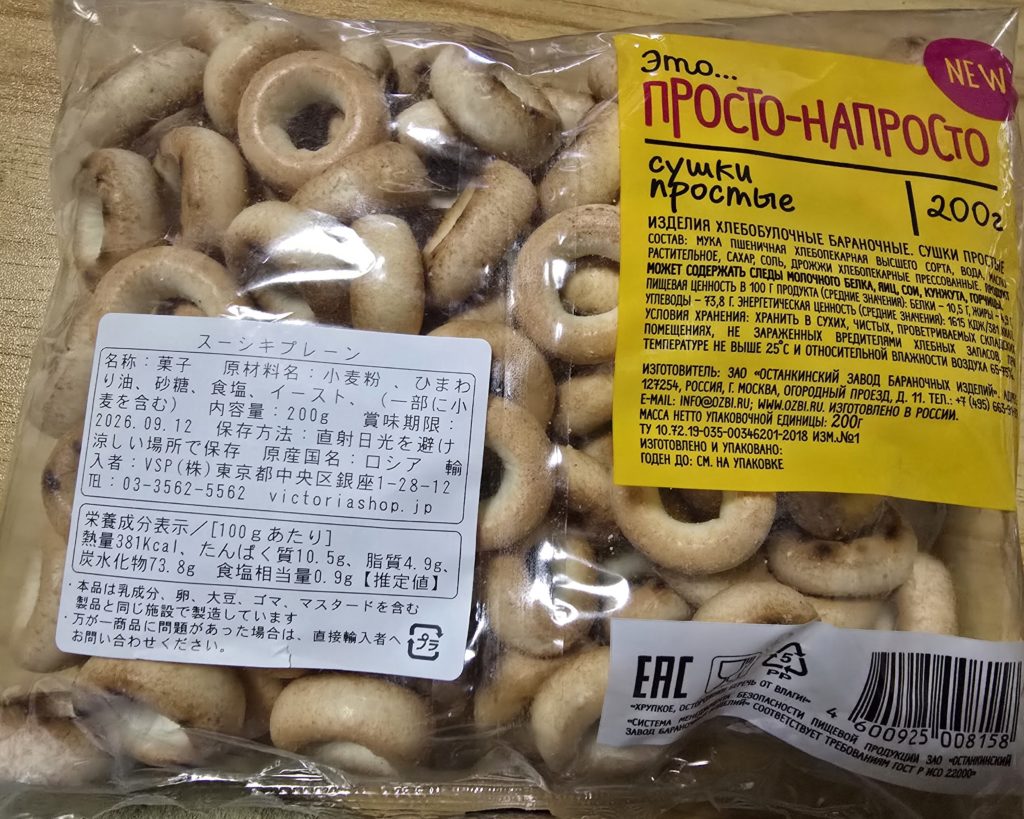 スーシキプレーン
名称：菓子　原材料名：小麦粉、ひまわ
り油、砂糖、食塩、イースト、（一部に小
麦を含む）　内容量：200g　賞味期限：
2026.09.12　保存方法：直射日光を避け
涼しい場所で保存　原産国名：ロシア　輸
入者：VSP(株)東京都中央区銀座1-28-12
℡：03-3562-5562　victoriashop.jp
栄養成分表示／[100gあたり]
熱量381Kcal、たんぱく質10.5g、脂質4.9g、
炭水化物73.8g　食塩相当量0.9g【推定値】
・本品は乳成分、卵、大豆、ゴマ、マスタードを含む
製品と同じ施設で製造しています
・万が一商品に問題があった場合は、直接輸入者へ
お問い合わせください。
プラ
Это...
NEW
ПРОСТО-НАПРОСТО
сушки
простые
200г
ИЗДЕЛИЯ ХЛЕБОБУЛОЧНЫЕ БАРАНОЧНЫЕ. СУШКИ ПРОСТЫЕ
СОСТАВ: МУКА ПШЕНИЧНАЯ ХЛЕБОПЕКАРНАЯ ВЫСШЕГО СОРТА, ВОДА,
РАСТИТЕЛЬНОЕ, САХАР, СОЛЬ, ДРОЖЖИ ХЛЕБОПЕКАРНЫЕ ПРЕССОВАННЫЕ.
МОЖЕТ СОДЕРЖАТЬ СЛЕДЫ МОЛОЧНОГО БЕЛКА, ЯИЦ, СОИ, КУНЖУТА, ГОРЧИЦЫ.
ПИЩЕВАЯ ЦЕННОСТЬ В 100 Г ПРОДУКТА (СРЕДНИЕ ЗНАЧЕНИЯ): БЕЛКИ - 10,5 Г, ЖИРЫ - 4,9 Г,
УГЛЕВОДЫ - 73,8 Г. ЭНЕРГЕТИЧЕСКАЯ ЦЕННОСТЬ (СРЕДНИЕ ЗНАЧЕНИЯ): 1615 КДЖ/381 ККАЛ
УСЛОВИЯ ХРАНЕНИЯ: ХРАНИТЬ В СУХИХ, ЧИСТЫХ, ПРОВЕТРИВАЕМЫХ СКЛАДСКИХ
ПОМЕЩЕНИЯХ, НЕ ЗАРАЖЕННЫХ ВРЕДИТЕЛЯМИ ХЛЕБНЫХ ЗАПАСОВ, ПРИ
ТЕМПЕРАТУРЕ НЕ ВЫШЕ 25°С И ОТНОСИТЕЛЬНОЙ ВЛАЖНОСТИ ВОЗДУХА 65-75%.
ИЗГОТОВИТЕЛЬ: ЗАО «ОСТАНКИНСКИЙ ЗАВОД БАРАНОЧНЫХ ИЗДЕЛИЙ».
127254, РОССИЯ, Г. МОСКВА, ОГОРОДНЫЙ ПРОЕЗД, Д. 11. ТЕЛ.: +7 (495)
E-MAIL: INFO@OZBI.RU; WWW.OZBI.RU. ИЗГОТОВЛЕНО В РОССИИ.
МАССА НЕТТО УПАКОВОЧНОЙ ЕДИНИЦЫ: 200г
ТУ 10.72.19-035-00346201-2018 ИЗМ.№1
ИЗГОТОВЛЕНО И УПАКОВАНО:
ГОДЕН ДО: СМ. НА УПАКОВКЕ
EAC
5
PP
«ХРУПКОЕ, ОСТОРОЖНО! БЕРЕЧЬ ОТ ВЛАГИ»
«СИСТЕМА МЕНЕДЖМЕНТА БЕЗОПАСНОСТИ ПИЩЕВОЙ ПРОДУКЦИИ ЗАО «ОСТАНКИНСКИЙ
ЗАВОД БАРАНОЧНЫХ ИЗДЕЛИЙ» СООТВЕТСТВУЕТ ТРЕБОВАНИЯМ ГОСТ Р ИСО 22000»
4 600925 008158